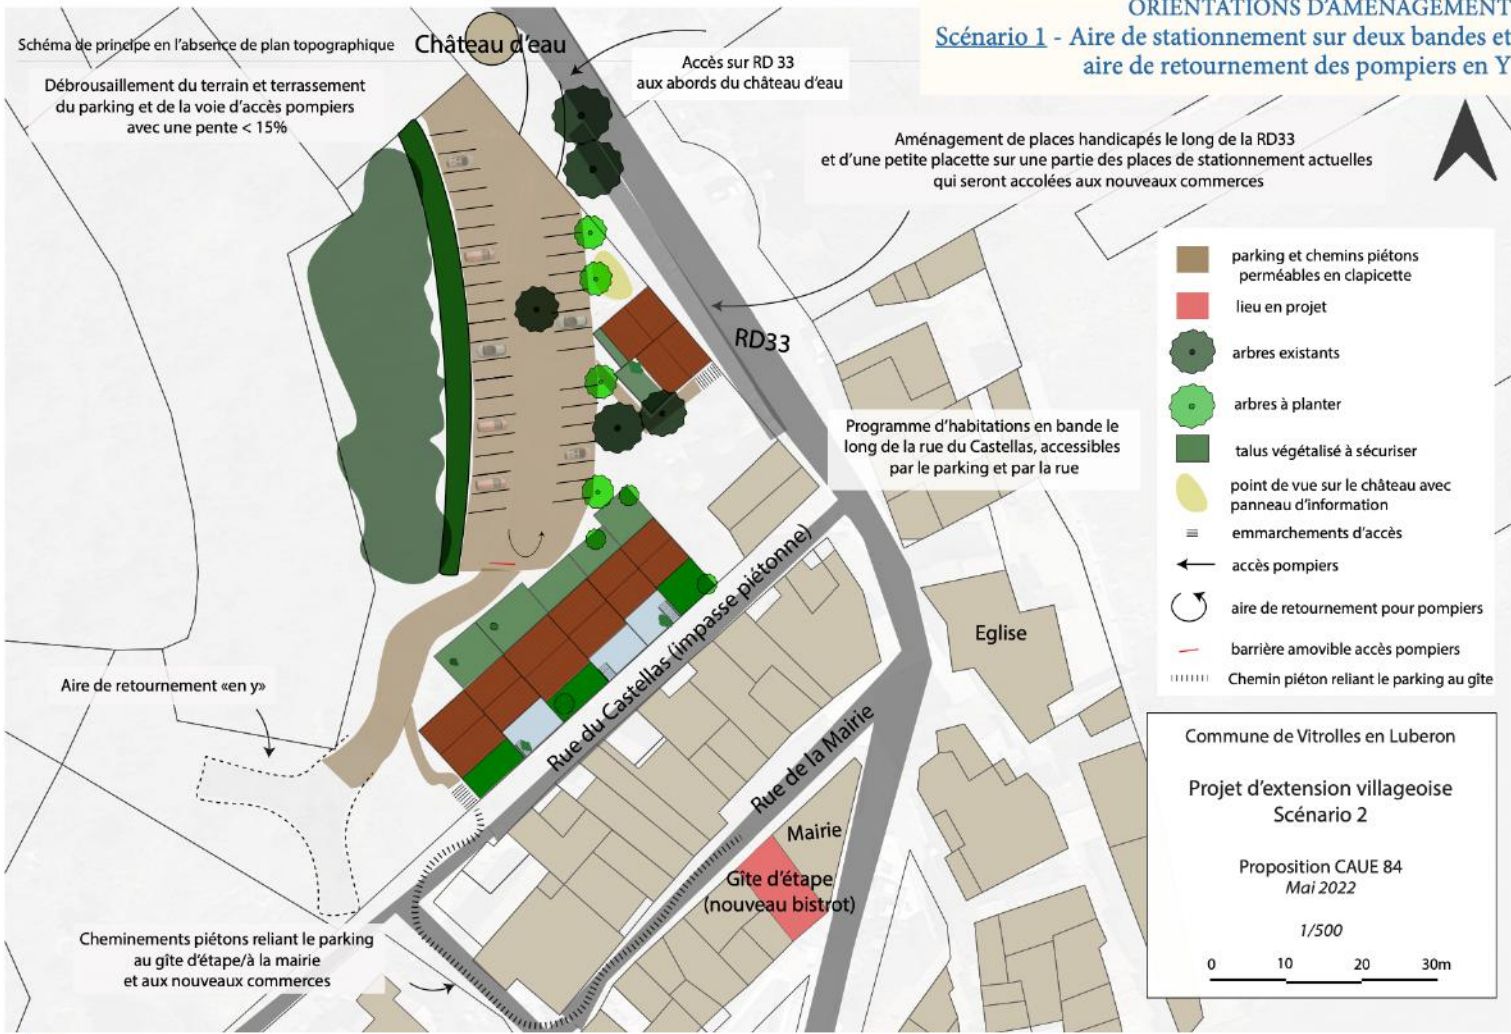 ORIENTATIONS D'AMÉNAGEMENT
Scénario 1 - Aire de stationnement sur deux bandes et
aire de retournement des pompiers en Y
Schéma de principe en l'absence de plan topographique
Château d'eau
Débrousaillement du terrain et terrassement
du parking et de la voie d'accès pompiers
avec une pente < 15%
Accès sur RD 33
aux abords du château d'eau
Aménagement de places handicapés le long de la RD33
et d'une petite placette sur une partie des places de stationnement actuelles
qui seront accolées aux nouveaux commerces
RD33
Programme d'habitations en bande le
long de la rue du Castellas, accessibles
par le parking et par la rue
Rue du Castellas (impasse piétonne)
Eglise
Aire de retournement «en y»
Rue de la Mairie
Mairie
Gîte d'étape
(nouveau bistrot)
Cheminements piétons reliant le parking
au gîte d'étape/à la mairie
et aux nouveaux commerces
parking et chemins piétons
perméables en clapicette
lieu en projet
arbres existants
arbres à planter
talus végétalisé à sécuriser
point de vue sur le château avec
panneau d'information
emmarchements d'accès
accès pompiers
aire de retournement pour pompiers
barrière amovible accès pompiers
Chemin piéton reliant le parking au gîte
Commune de Vitrolles en Luberon
Projet d'extension villageoise
Scénario 2
Proposition CAUE 84
Mai 2022
1/500
0 10 20 30m